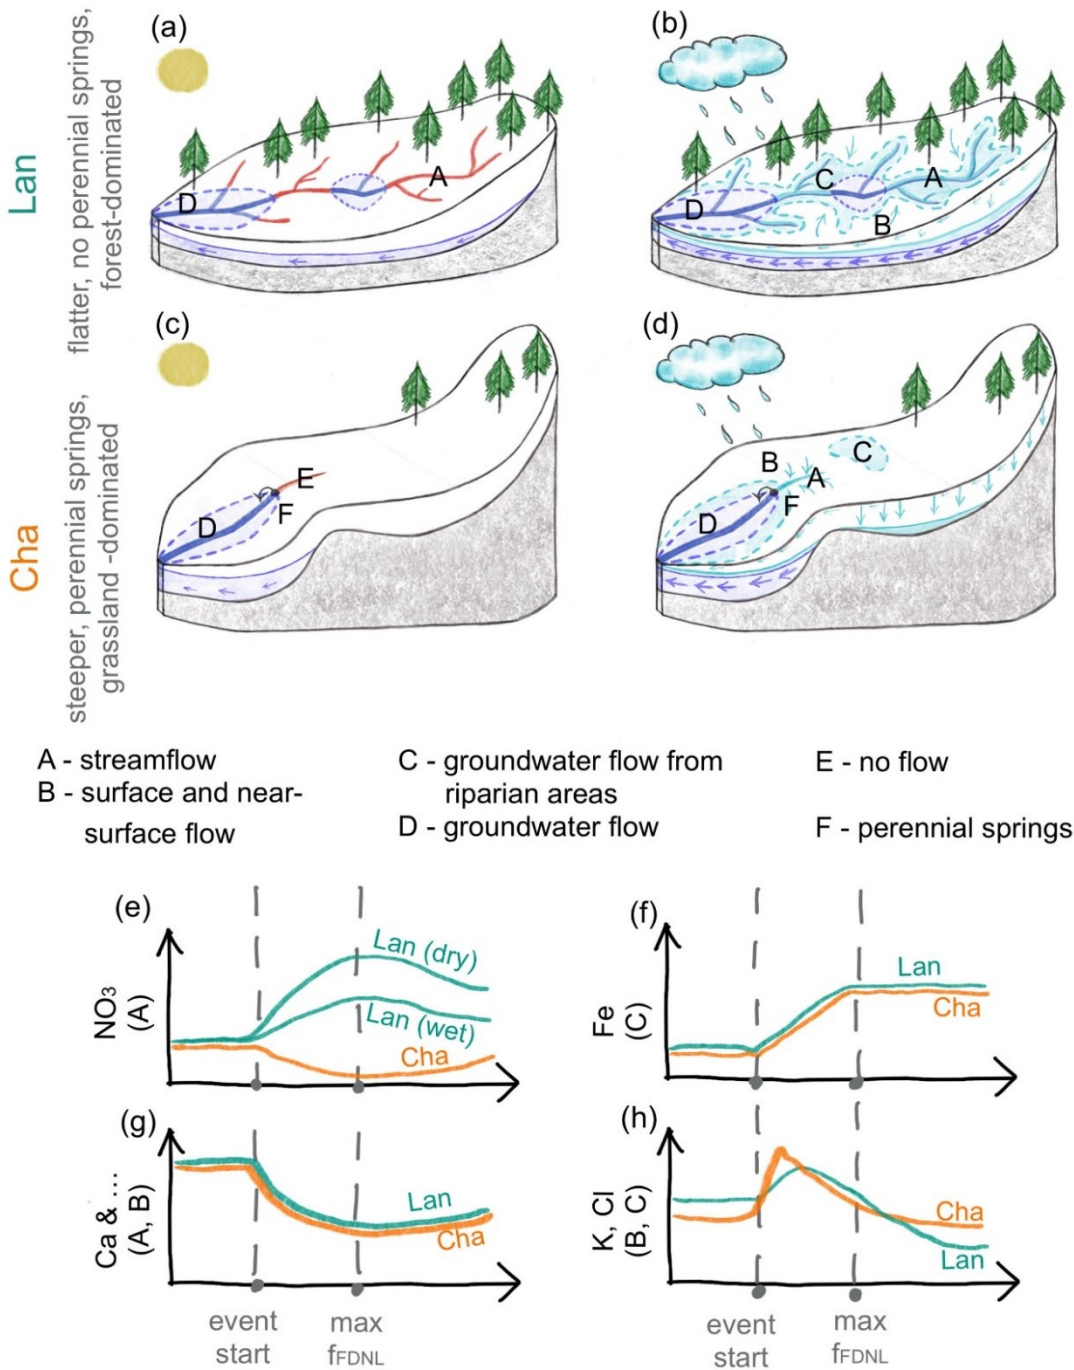 Lan
flatter, no perennial springs,
forest-dominated
(a)
D
A
(b)
D
C
A
B
Cha
steeper, perennial springs,
grassland -dominated
(c)
E
D
F
(d)
B
A
C
D
F
A - streamflow
B - surface and near-
surface flow
C - groundwater flow from
riparian areas
D - groundwater flow
E - no flow
F - perennial springs
(e)
NO3
(A)
Lan (dry)
Lan (wet)
Cha
(f)
Fe
(C)
Lan
Cha
(g)
Ca & ...
(A, B)
Lan
Cha
event
start
max
fFDNL
(h)
K, Cl
(B, C)
Cha
Lan
event
start
max
fFDNL